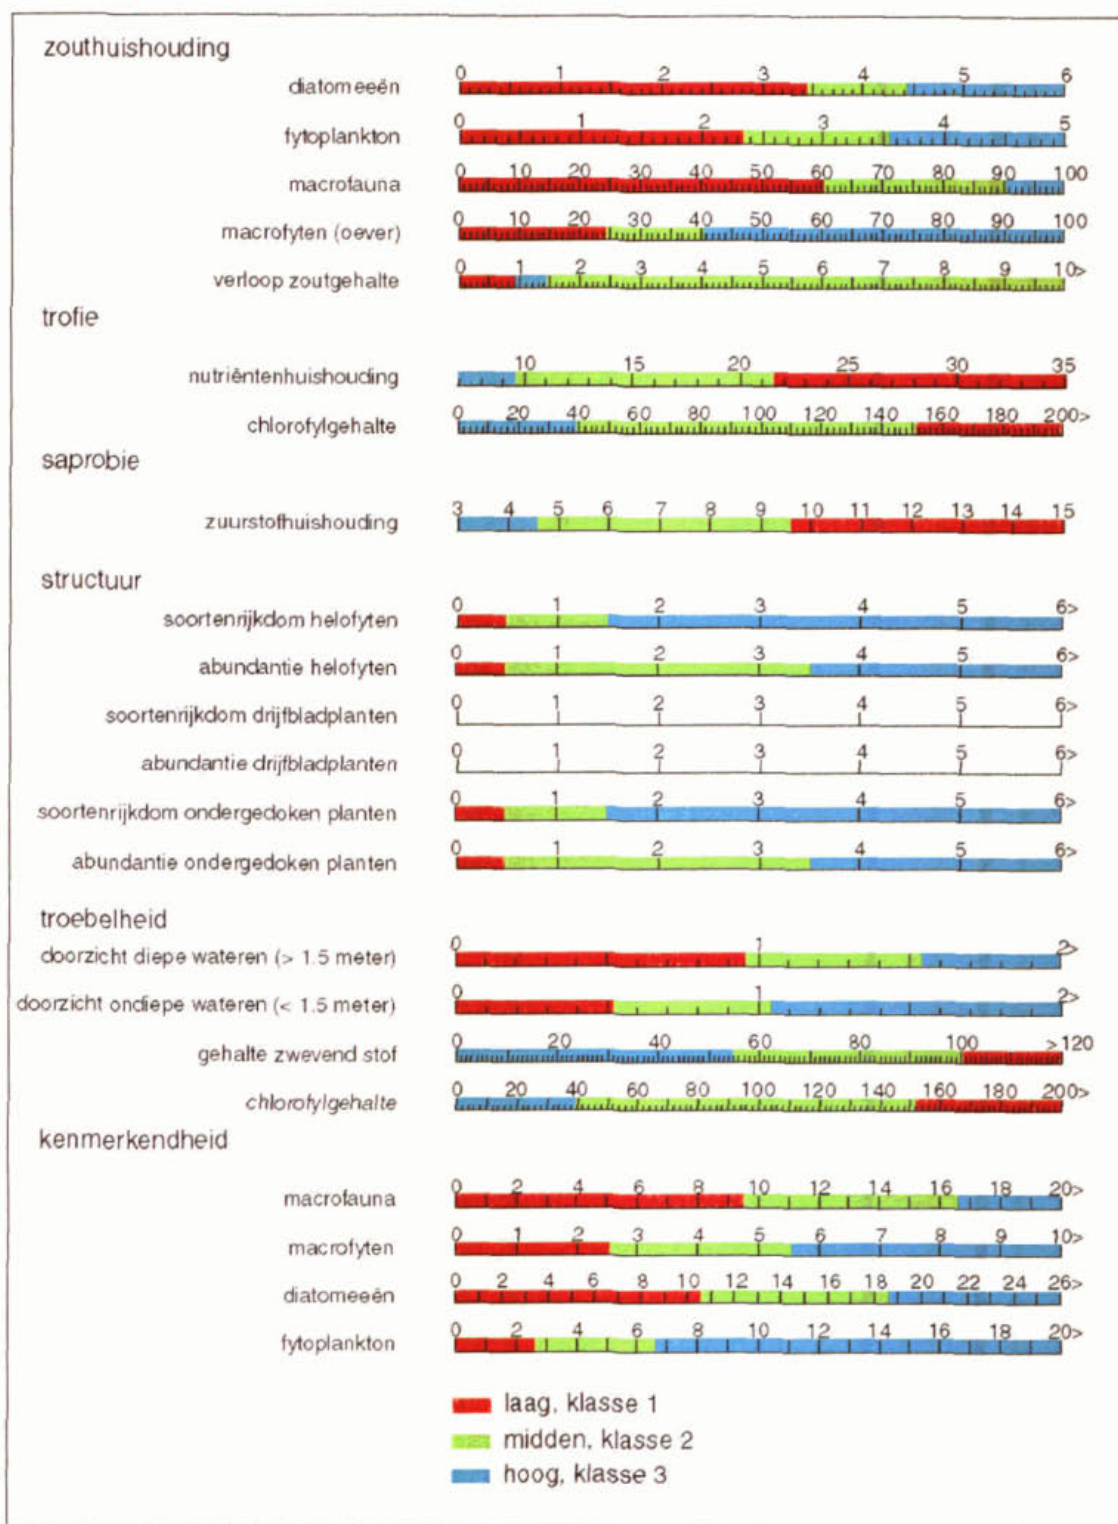 zouthuishouding
diatomeeën 0 1 2 3 4 5 6
fytoplankton 0 1 2 3 4 5
macrofauna 0 10 20 30 40 50 60 70 80 90 100
macrofyten (oever) 0 10 20 30 40 50 60 70 80 90 100
verloop zoutgehalte 0 1 2 3 4 5 6 7 8 9 10>
trofie
nutriëntenhuishouding 10 15 20 25 30 35
chlorofylgehalte 0 20 40 60 80 100 120 140 160 180 200>
saprobie
zuurstofhuishouding 3 4 5 6 7 8 9 10 11 12 13 14 15
structuur
soortenrijkdom helofyten 0 1 2 3 4 5 6>
abundantie helofyten 0 1 2 3 4 5 6>
soortenrijkdom drijfbladplanten 0 1 2 3 4 5 6>
abundantie drijfbladplanten 0 1 2 3 4 5 6>
soortenrijkdom ondergedoken planten 0 1 2 3 4 5 6>
abundantie ondergedoken planten 0 1 2 3 4 5 6>
troebelheid
doorzicht diepe wateren (> 1.5 meter) 0 1 2>
doorzicht ondiepe wateren (< 1.5 meter) 0 1 2>
gehalte zwevend stof 0 20 40 60 80 100 >120
chlorofylgehalte 0 20 40 60 80 100 120 140 160 180 200>
kenmerkendheid
macrofauna 0 2 4 6 8 10 12 14 16 18 20>
macrofyten 0 1 2 3 4 5 6 7 8 9 10>
diatomeeën 0 2 4 6 8 10 12 14 16 18 20 22 24 26>
fytoplankton 0 2 4 6 8 10 12 14 16 18 20>
laag, klasse 1
midden, klasse 2
hoog, klasse 3